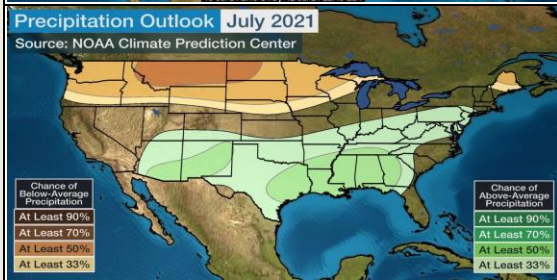 Precipitation Outlook July 2021
Source: NOAA Climate Prediction Center
Chance of
Below-Average
Precipitation
At Least 90%
At Least 70%
At Least 50%
At Least 33%
Chance of
Above-Average
Precipitation
At Least 90%
At Least 70%
At Least 50%
At Least 33%